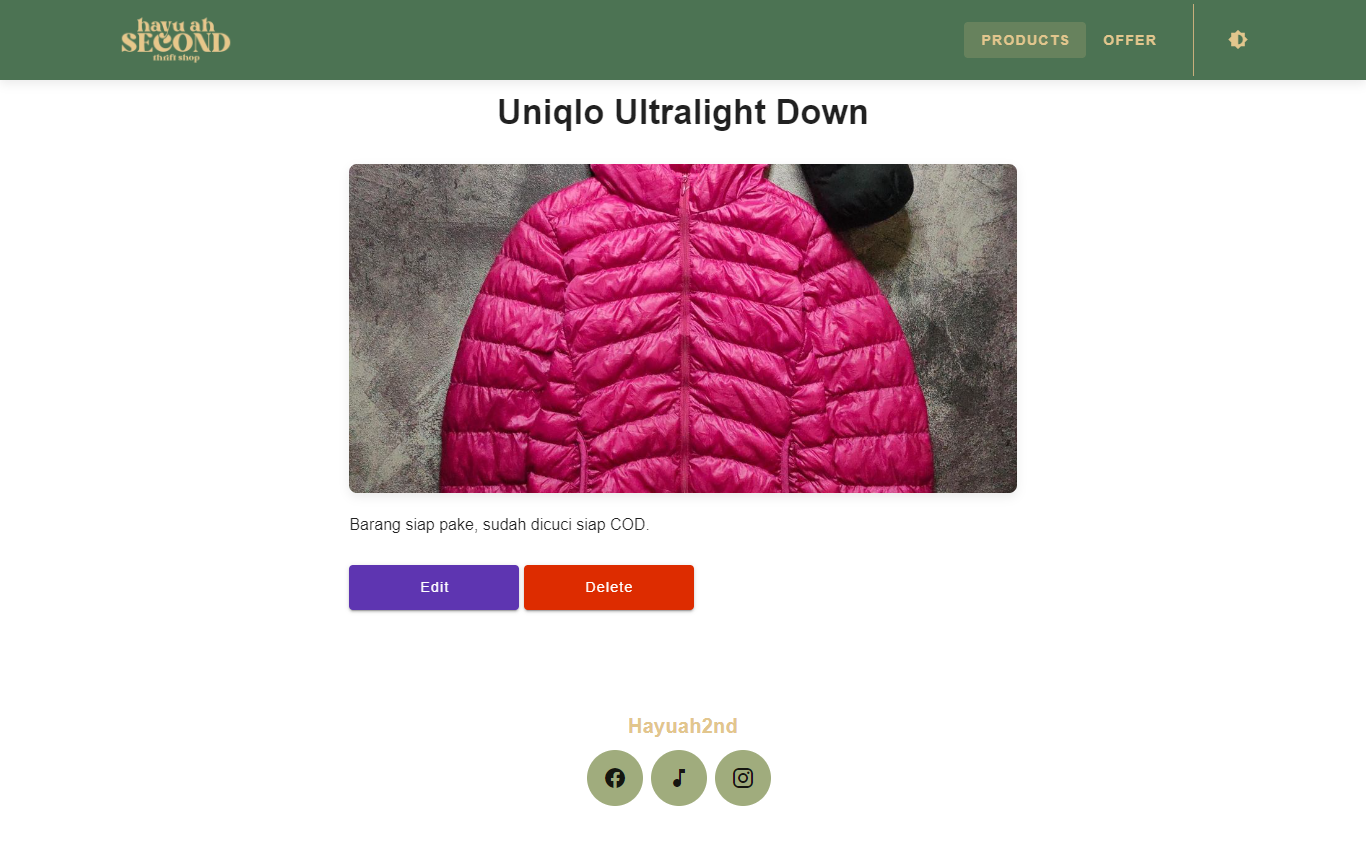 hayu ah
SECOND
thrift shop
PRODUCTS
OFFER
Uniqlo Ultralight Down
Barang siap pake, sudah dicuci siap COD.
Edit
Delete
Hayuah2nd